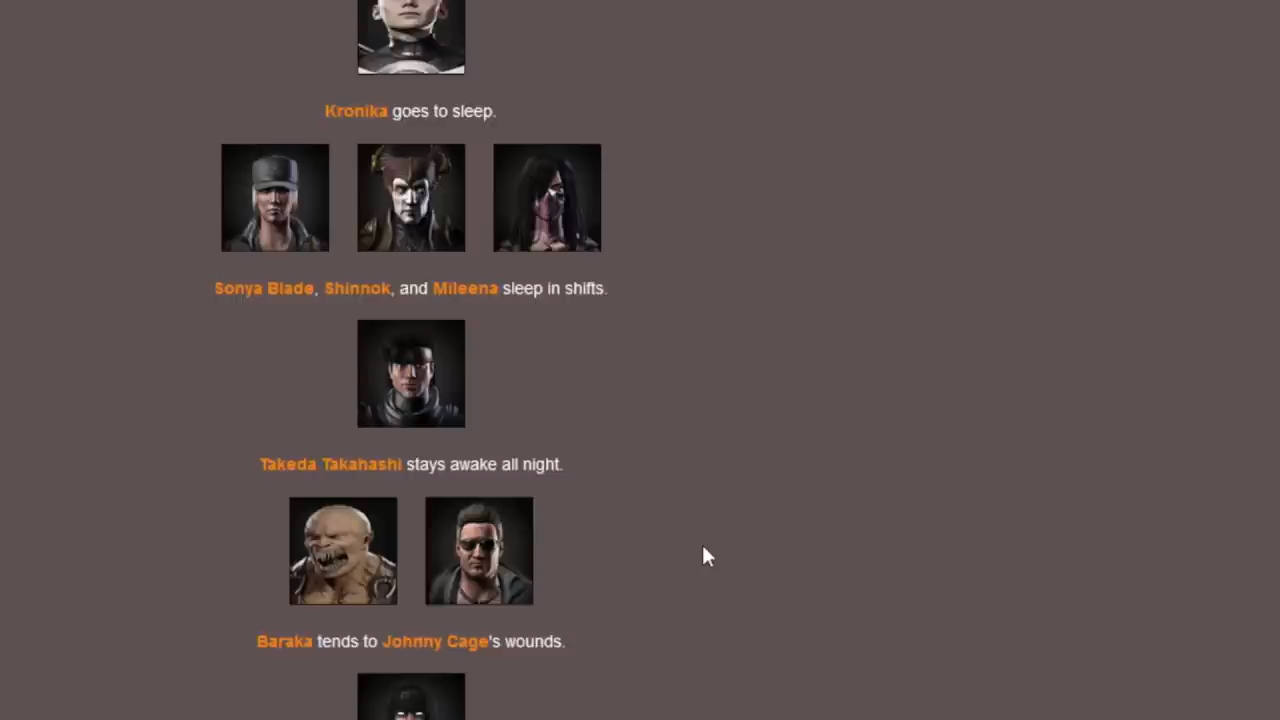 Kronika goes to sleep.
Sonya Blade, Shinnok, and Mileena sleep in shifts.
Takeda Takahashi stays awake all night.
Baraka tends to Johnny Cage's wounds.